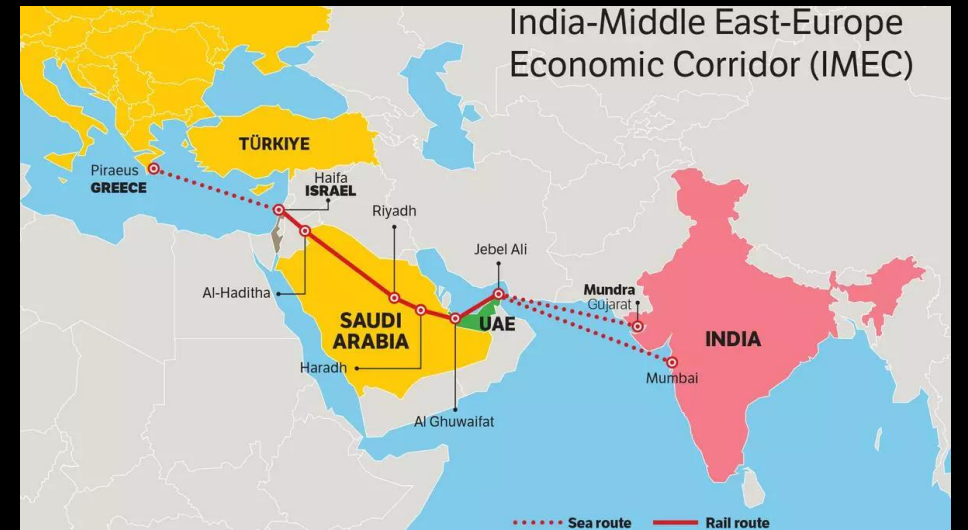 India-Middle East-Europe
Economic Corridor (IMEC)
TÜRKIYE
Piraeus
GREECE
Haifa
ISRAEL
Riyadh
Jebel Ali
Al-Haditha
Mundra
Gujarat
SAUDI
ARABIA
UAE
INDIA
Haradh
Mumbai
Al Ghuwaifat
Sea route
Rail route